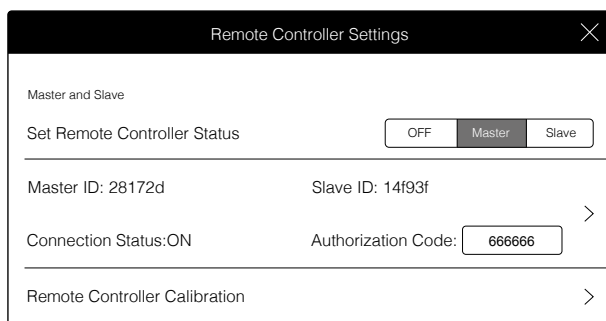 Remote Controller Settings
Master and Slave
Set Remote Controller Status OFF Master Slave
Master ID: 28172d Slave ID: 14f93f
Connection Status:ON Authorization Code: 666666
Remote Controller Calibration